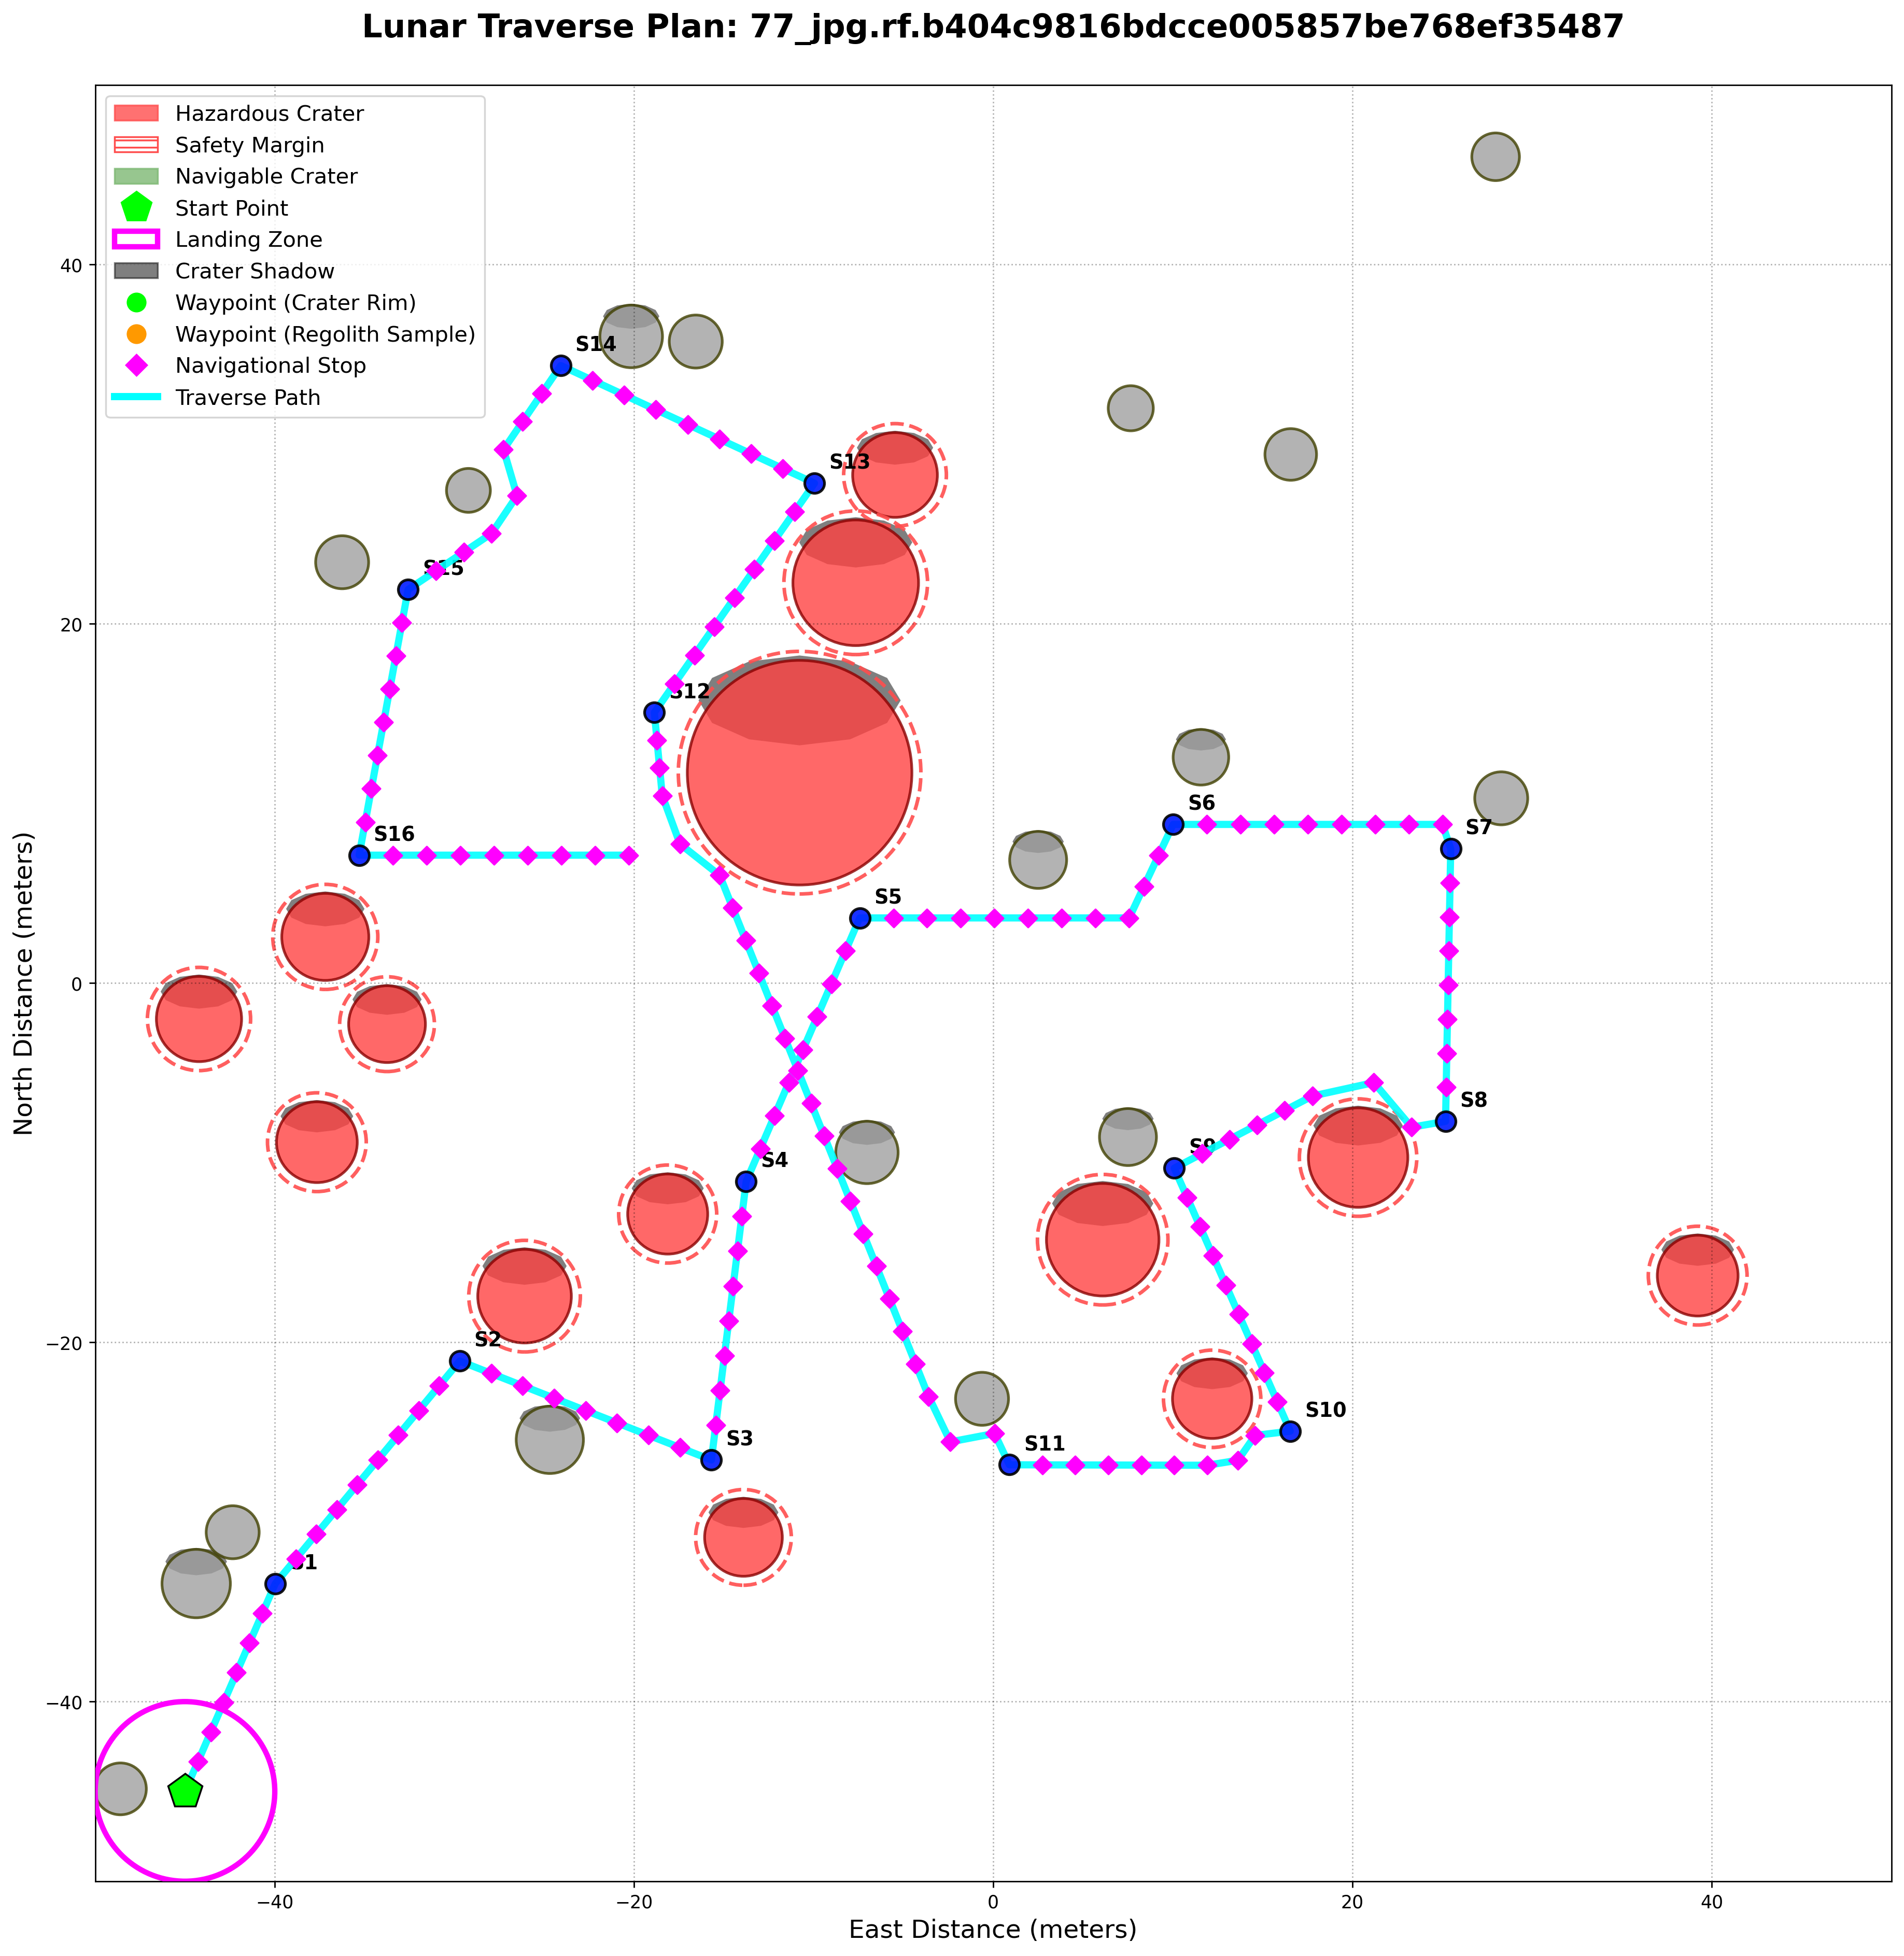 Lunar Traverse Plan: 77_jpg.rf.b404c9816bdcce005857be768ef35487
Hazardous Crater
Safety Margin
Navigable Crater
Start Point
Landing Zone
Crater Shadow
Waypoint (Crater Rim)
Waypoint (Regolith Sample)
Navigational Stop
Traverse Path
40
20
0
−20
−40
North Distance (meters)
S14
S13
S15
S12
S6
S7
S16
S5
S8
S9
S4
S2
S10
S3
S11
S1
−40
−20
0
20
40
East Distance (meters)